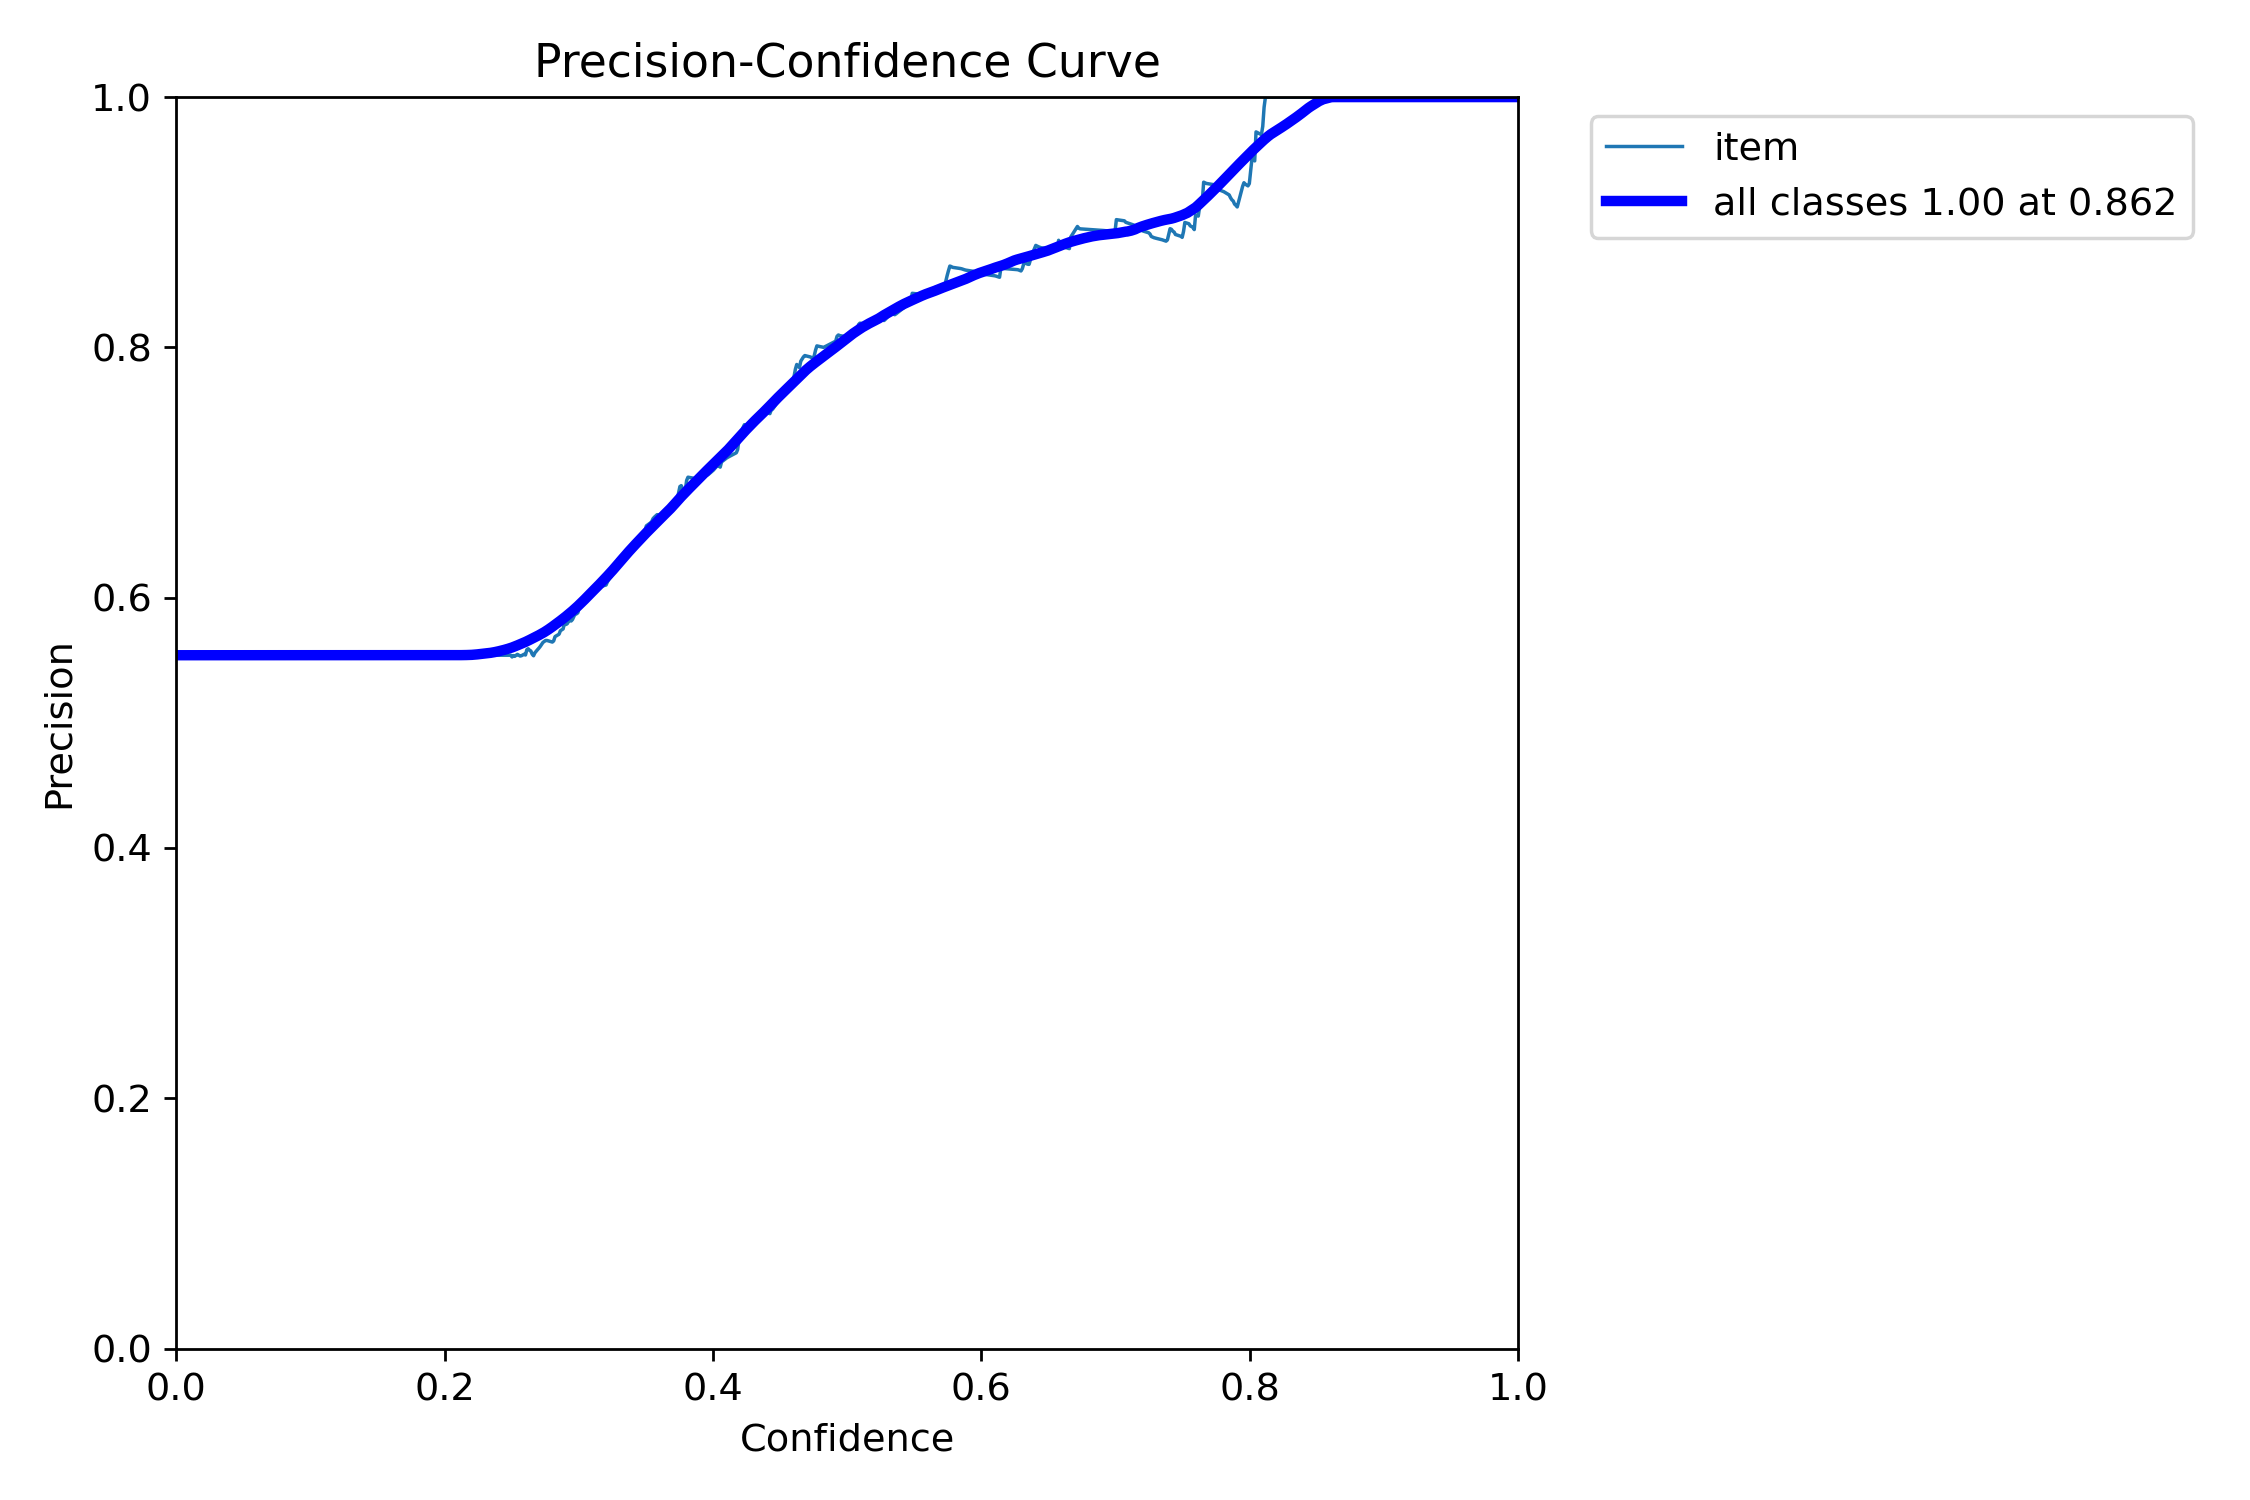 Precision-Confidence Curve
1.0
0.8
0.6
0.4
0.2
0.0
Precision
0.0 0.2 0.4 0.6 0.8 1.0
Confidence
item
all classes 1.00 at 0.862